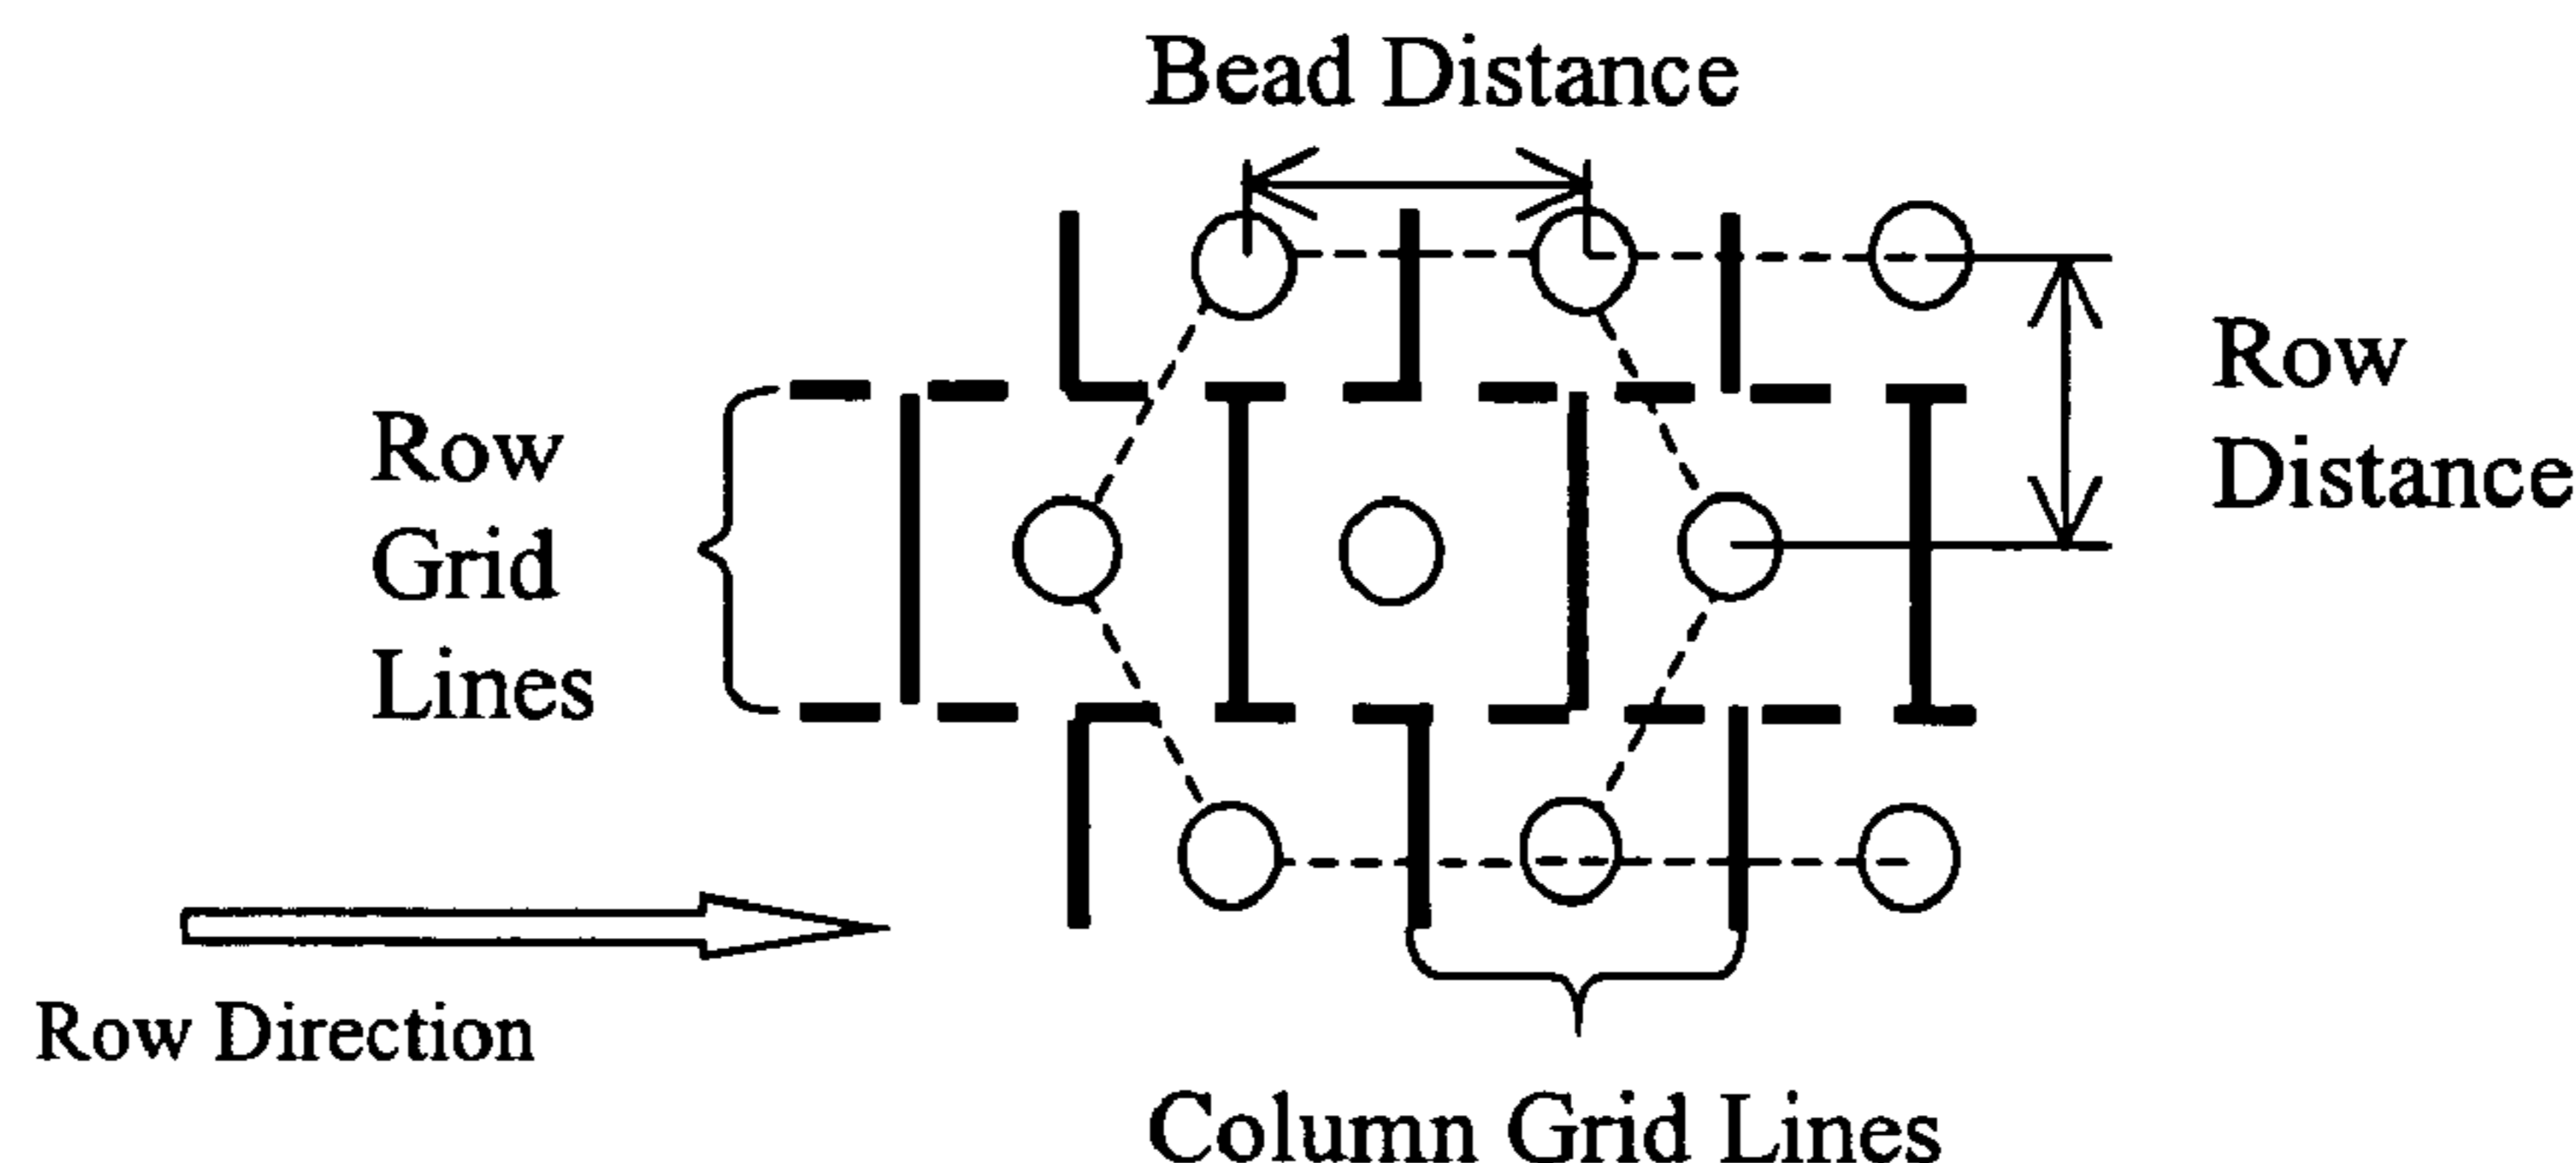 Bead Distance
Row
Distance
Row
Grid
Lines
Row Direction
Column Grid Lines